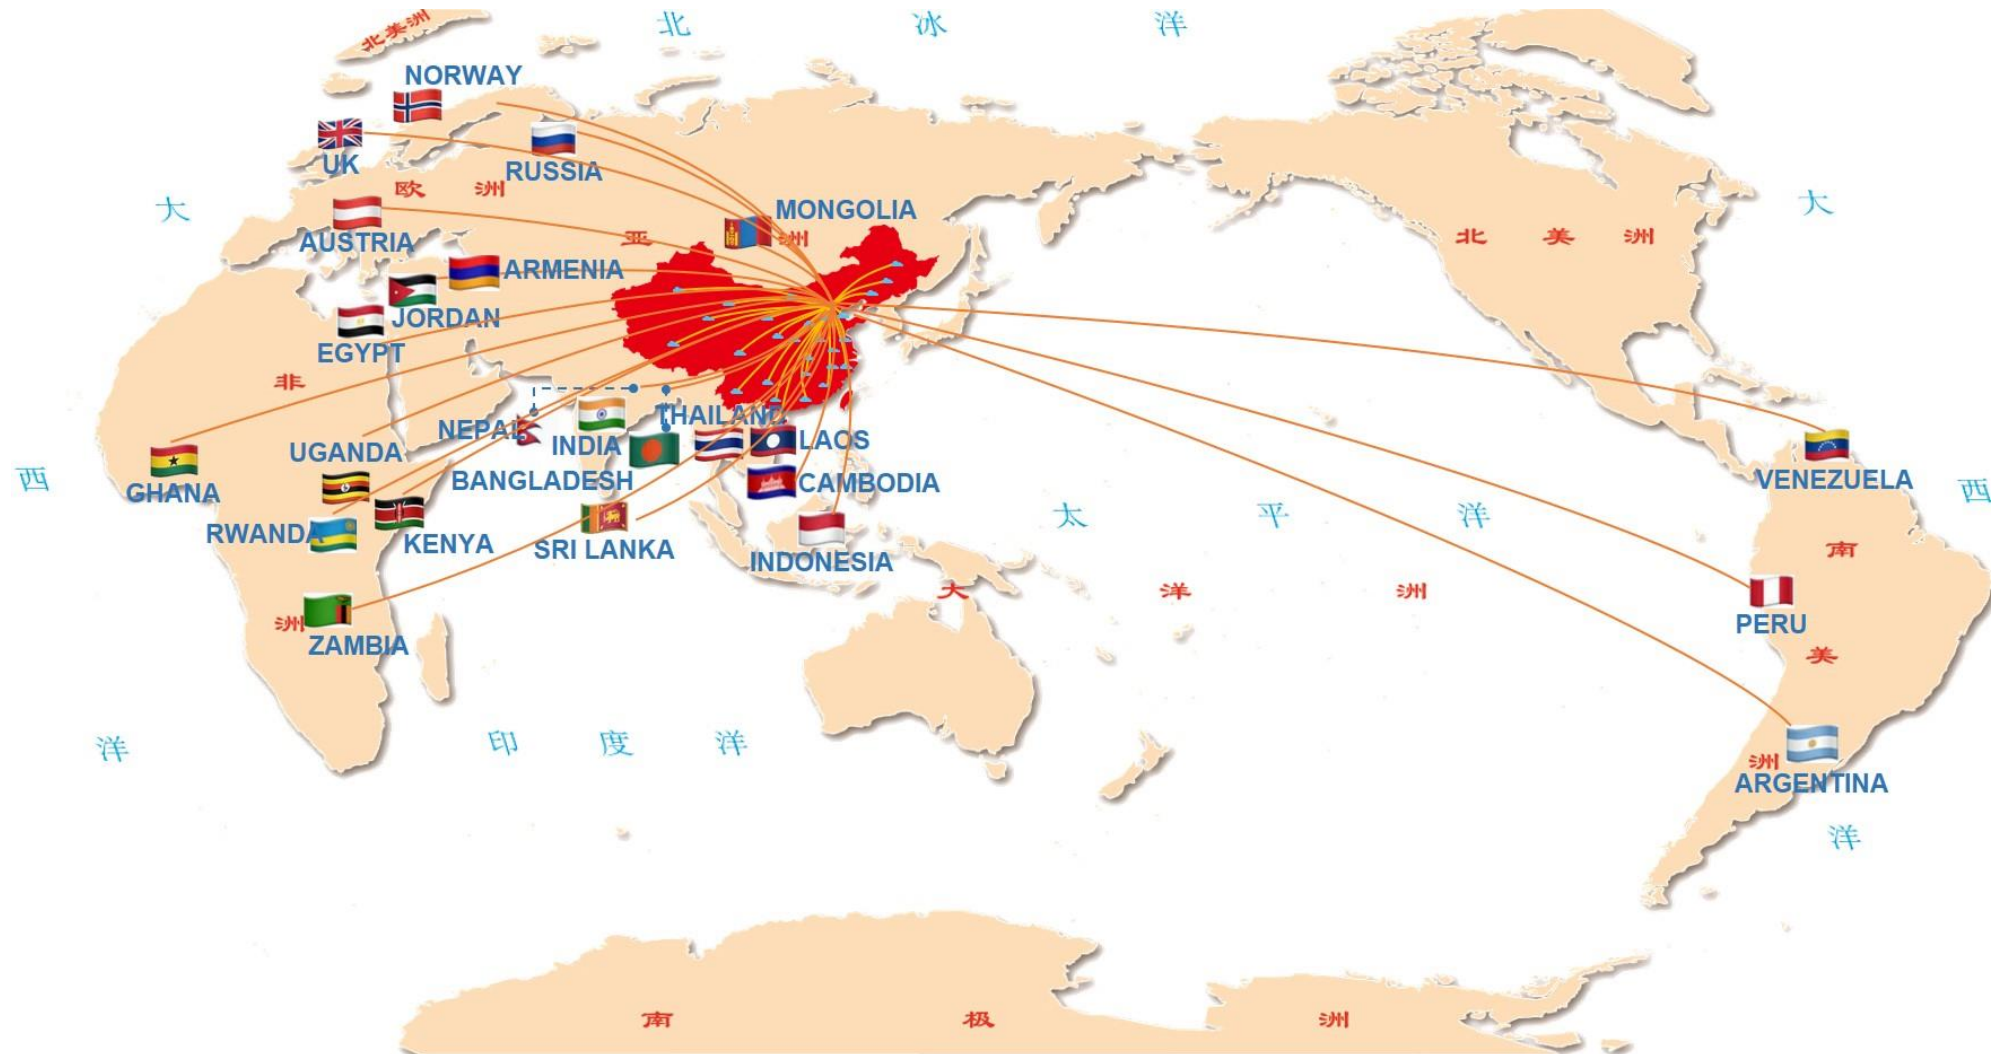 北 冰 洋
北美洲
NORWAY
UK
RUSSIA
欧 洲
大
大
MONGOLIA
AUSTRIA
亚 洲
北 美 洲
ARMENIA
JORDAN
EGYPT
非
THAILAND
NEPAL
INDIA
LAOS
UGANDA
BANGLADESH
CAMBODIA
VENEZUELA
西
西
GHANA
太 平 洋
RWANDA
KENYA
SRI LANKA
INDONESIA
南
大 洋 洲
洲
PERU
ZAMBIA
美
洋
印 度 洋
洲
ARGENTINA
洋
南 极 洲